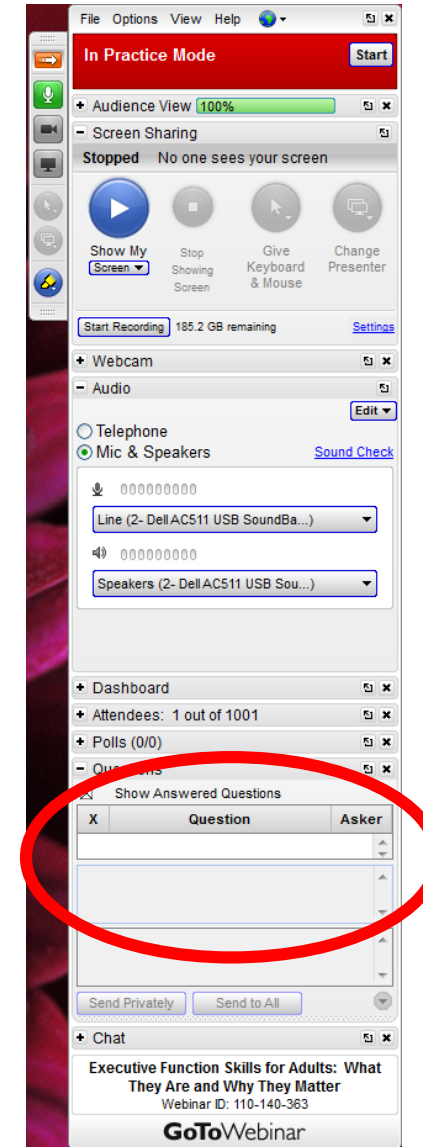 File Options View Help
In Practice Mode Start
Audience View 100%
Screen Sharing
Stopped No one sees your screen
Show My Screen
Stop Showing Screen
Give Keyboard & Mouse
Change Presenter
Start Recording 185.2 GB remaining Settings
Webcam
Audio
Edit
Telephone
Mic & Speakers Sound Check
Line (2- Dell AC511 USB SoundBa...)
Speakers (2- Dell AC511 USB Sou...)
Dashboard
Attendees: 1 out of 1001
Polls (0/0)
Questions
Show Answered Questions
X Question Asker
Send Privately Send to All
Chat
Executive Function Skills for Adults: What
They Are and Why They Matter
Webinar ID: 110-140-363
GoToWebinar